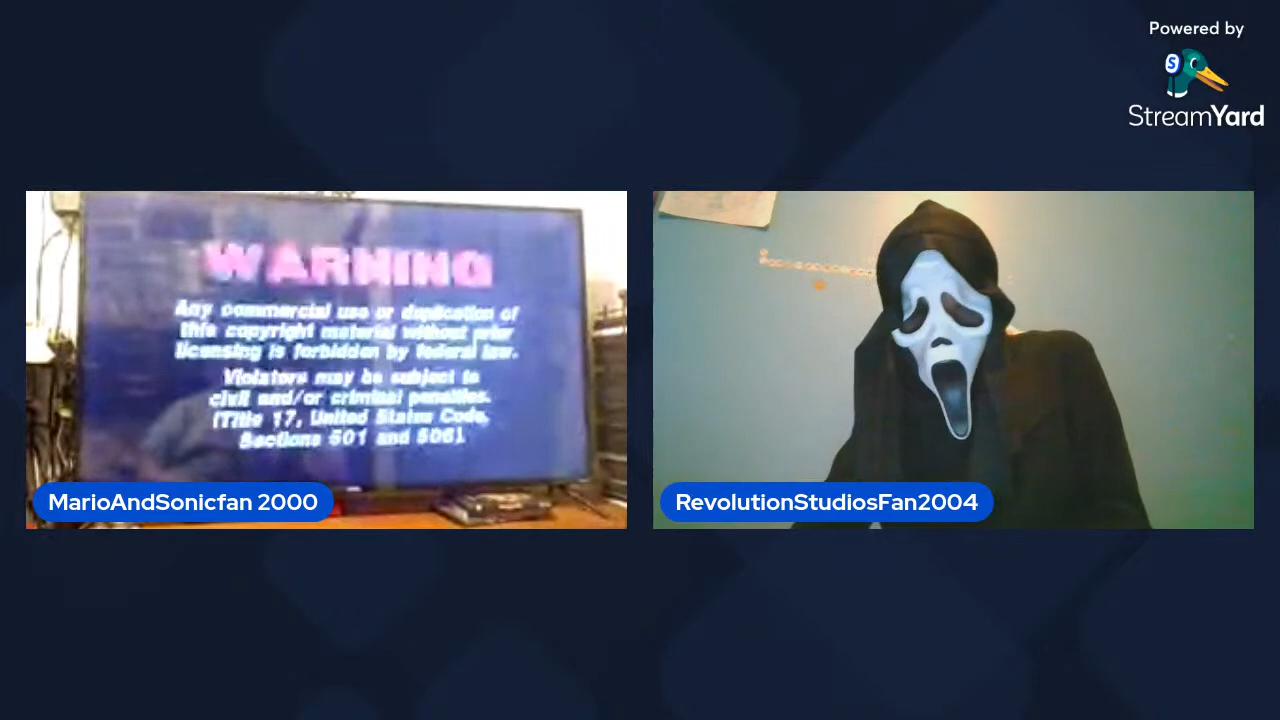 Powered by
S
StreamYard
WARNING
Any commercial use or duplication of
this copyright material without prior
licensing is forbidden by federal law.
Violators may be subject to
civil and/or criminal penalties.
(Title 17, United States Code,
Sections 501 and 506).
MarioAndSonicfan 2000
RevolutionStudiosFan2004